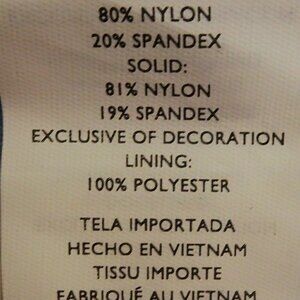 80% NYLON
20% SPANDEX
SOLID:
81% NYLON
19% SPANDEX
EXCLUSIVE OF DECORATION
LINING:
100% POLYESTER
TELA IMPORTADA
HECHO EN VIETNAM
TISSU IMPORTE
FABRIQUÉ AU VIETNAM